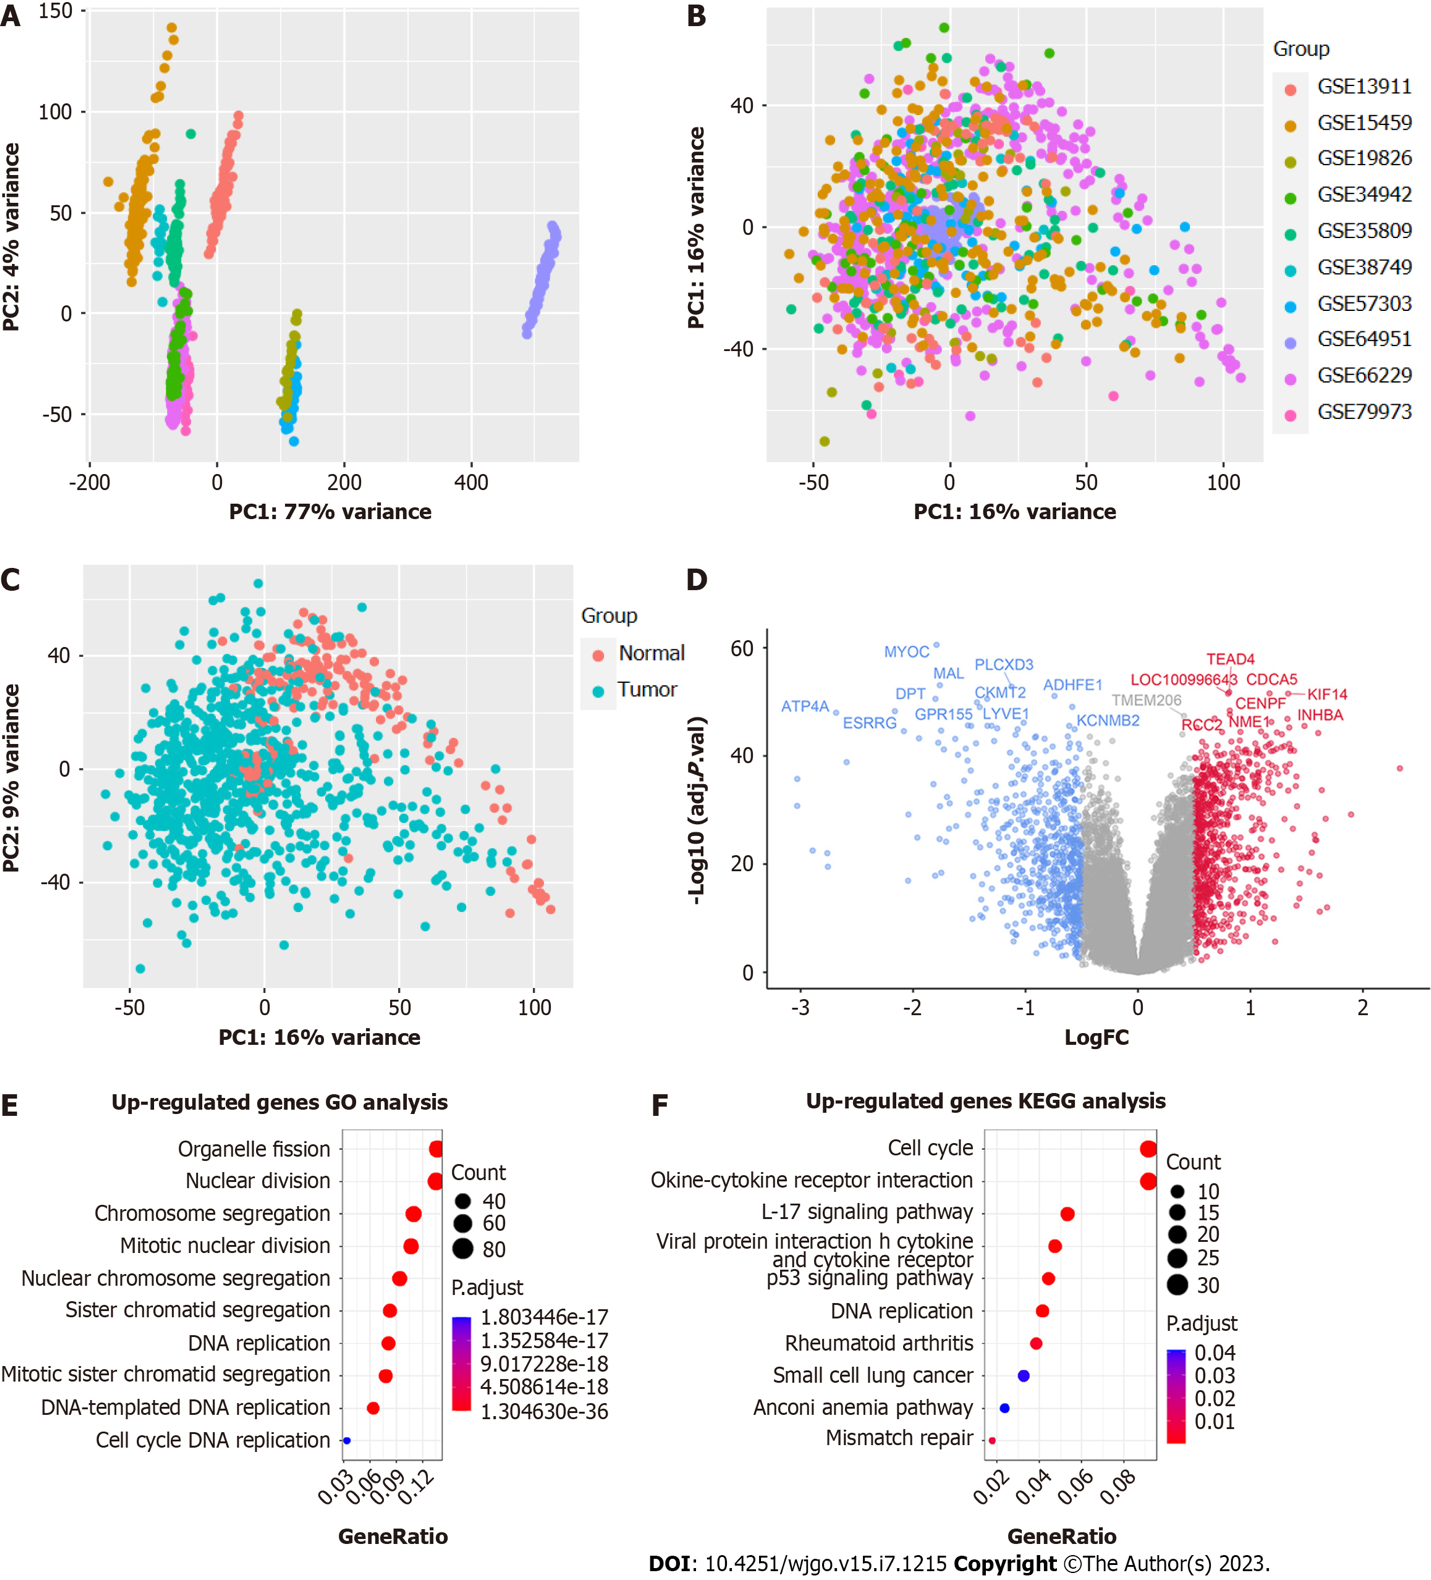 A
150
100
50
0
-50
-200
0
200
400
PC1: 77% variance
PC2: 4% variance
B
40
0
-40
-50
0
50
100
PC1: 16% variance
PC1: 16% variance
Group
GSE13911
GSE15459
GSE19826
GSE34942
GSE35809
GSE38749
GSE57303
GSE64951
GSE66229
GSE79973
C
40
0
-40
-50
0
50
100
PC1: 16% variance
PC2: 9% variance
Group
Normal
Tumor
D
60
40
20
0
-3
-2
-1
0
1
2
LogFC
-Log10 (adj.P.val)
MYOC
MAL
PLCXD3
DPT
CKMT2
ADHFE1
ATP4A
ESRRG
GPR155
LYVE1
KCNMB2
TMEM206
TEAD4
LOC100996643
CDCA5
KIF14
CENPF
INHBA
RCC2
NME1
E
Up-regulated genes GO analysis
Organelle fission
Nuclear division
Chromosome segregation
Mitotic nuclear division
Nuclear chromosome segregation
Sister chromatid segregation
DNA replication
Mitotic sister chromatid segregation
DNA-templated DNA replication
Cell cycle DNA replication
0.03
0.06
0.09
0.12
GeneRatio
Count
40
60
80
P.adjust
1.803446e-17
1.352584e-17
9.017228e-18
4.508614e-18
1.304630e-36
F
Up-regulated genes KEGG analysis
Cell cycle
Okine-cytokine receptor interaction
L-17 signaling pathway
Viral protein interaction h cytokine
and cytokine receptor
p53 signaling pathway
DNA replication
Rheumatoid arthritis
Small cell lung cancer
Anconi anemia pathway
Mismatch repair
0.02
0.04
0.06
0.08
GeneRatio
Count
10
15
20
25
30
P.adjust
0.04
0.03
0.02
0.01
DOI: 10.4251/wjgo.v15.i7.1215 Copyright ©The Author(s) 2023.